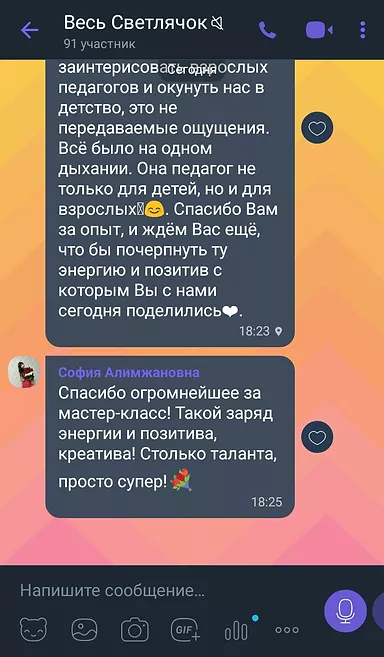 Весь Светлячок
91 участник
заинтерисовать взрослых
Сегодня
педагогов и окунуть нас в
детство, это не
передаваемые ощущения.
Всё было на одном
дыхании. Она педагог не
только для детей, но и для
взрослых😊. Спасибо Вам
за опыт, и ждём Вас ещё,
что бы почерпнуть ту
энергию и позитив с
которым Вы с нами
сегодня поделились❤.
18:23
София Алимжановна
Спасибо огромнейшее за
мастер-класс! Такой заряд
энергии и позитива,
креатива! Столько таланта,
просто супер! 💐
18:25
Напишите сообщение...
GIF+